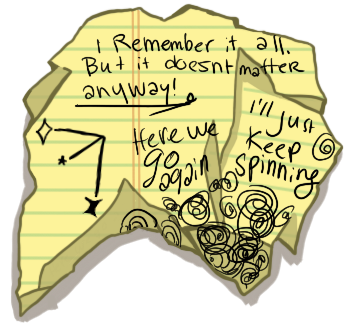 I Remember it all.
But it doesnt matter
anyway!
Here we
go
again
I'll Just
Keep
spinning